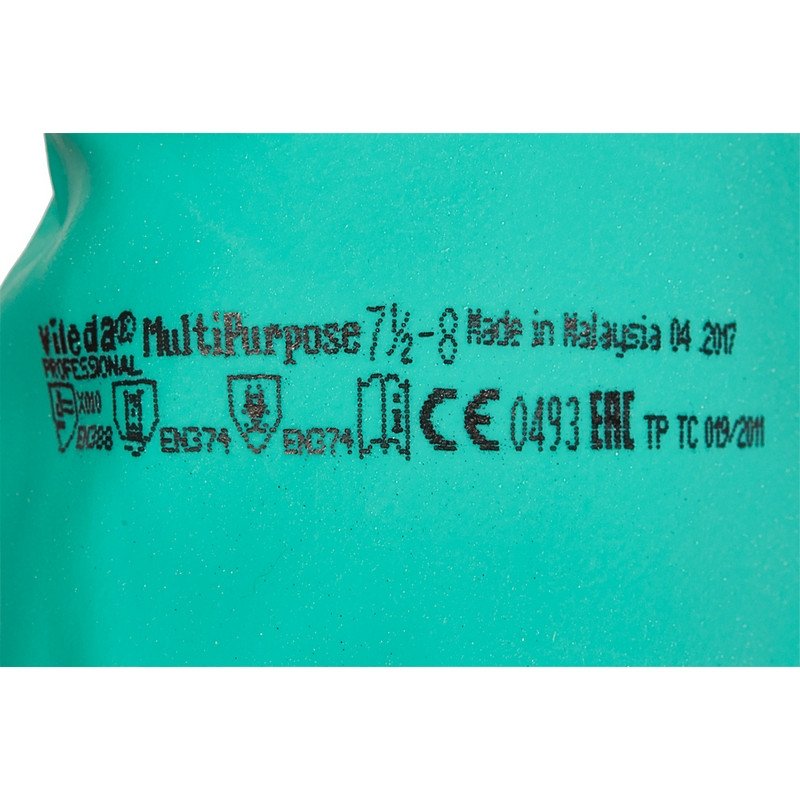 Vileda® MultiPurpose 7½-8 Made in Malaysia 04.2017
PROFESSIONAL
X010 EN388 EN374 EN374 i CE 0493 EAC TP TC 019/2011